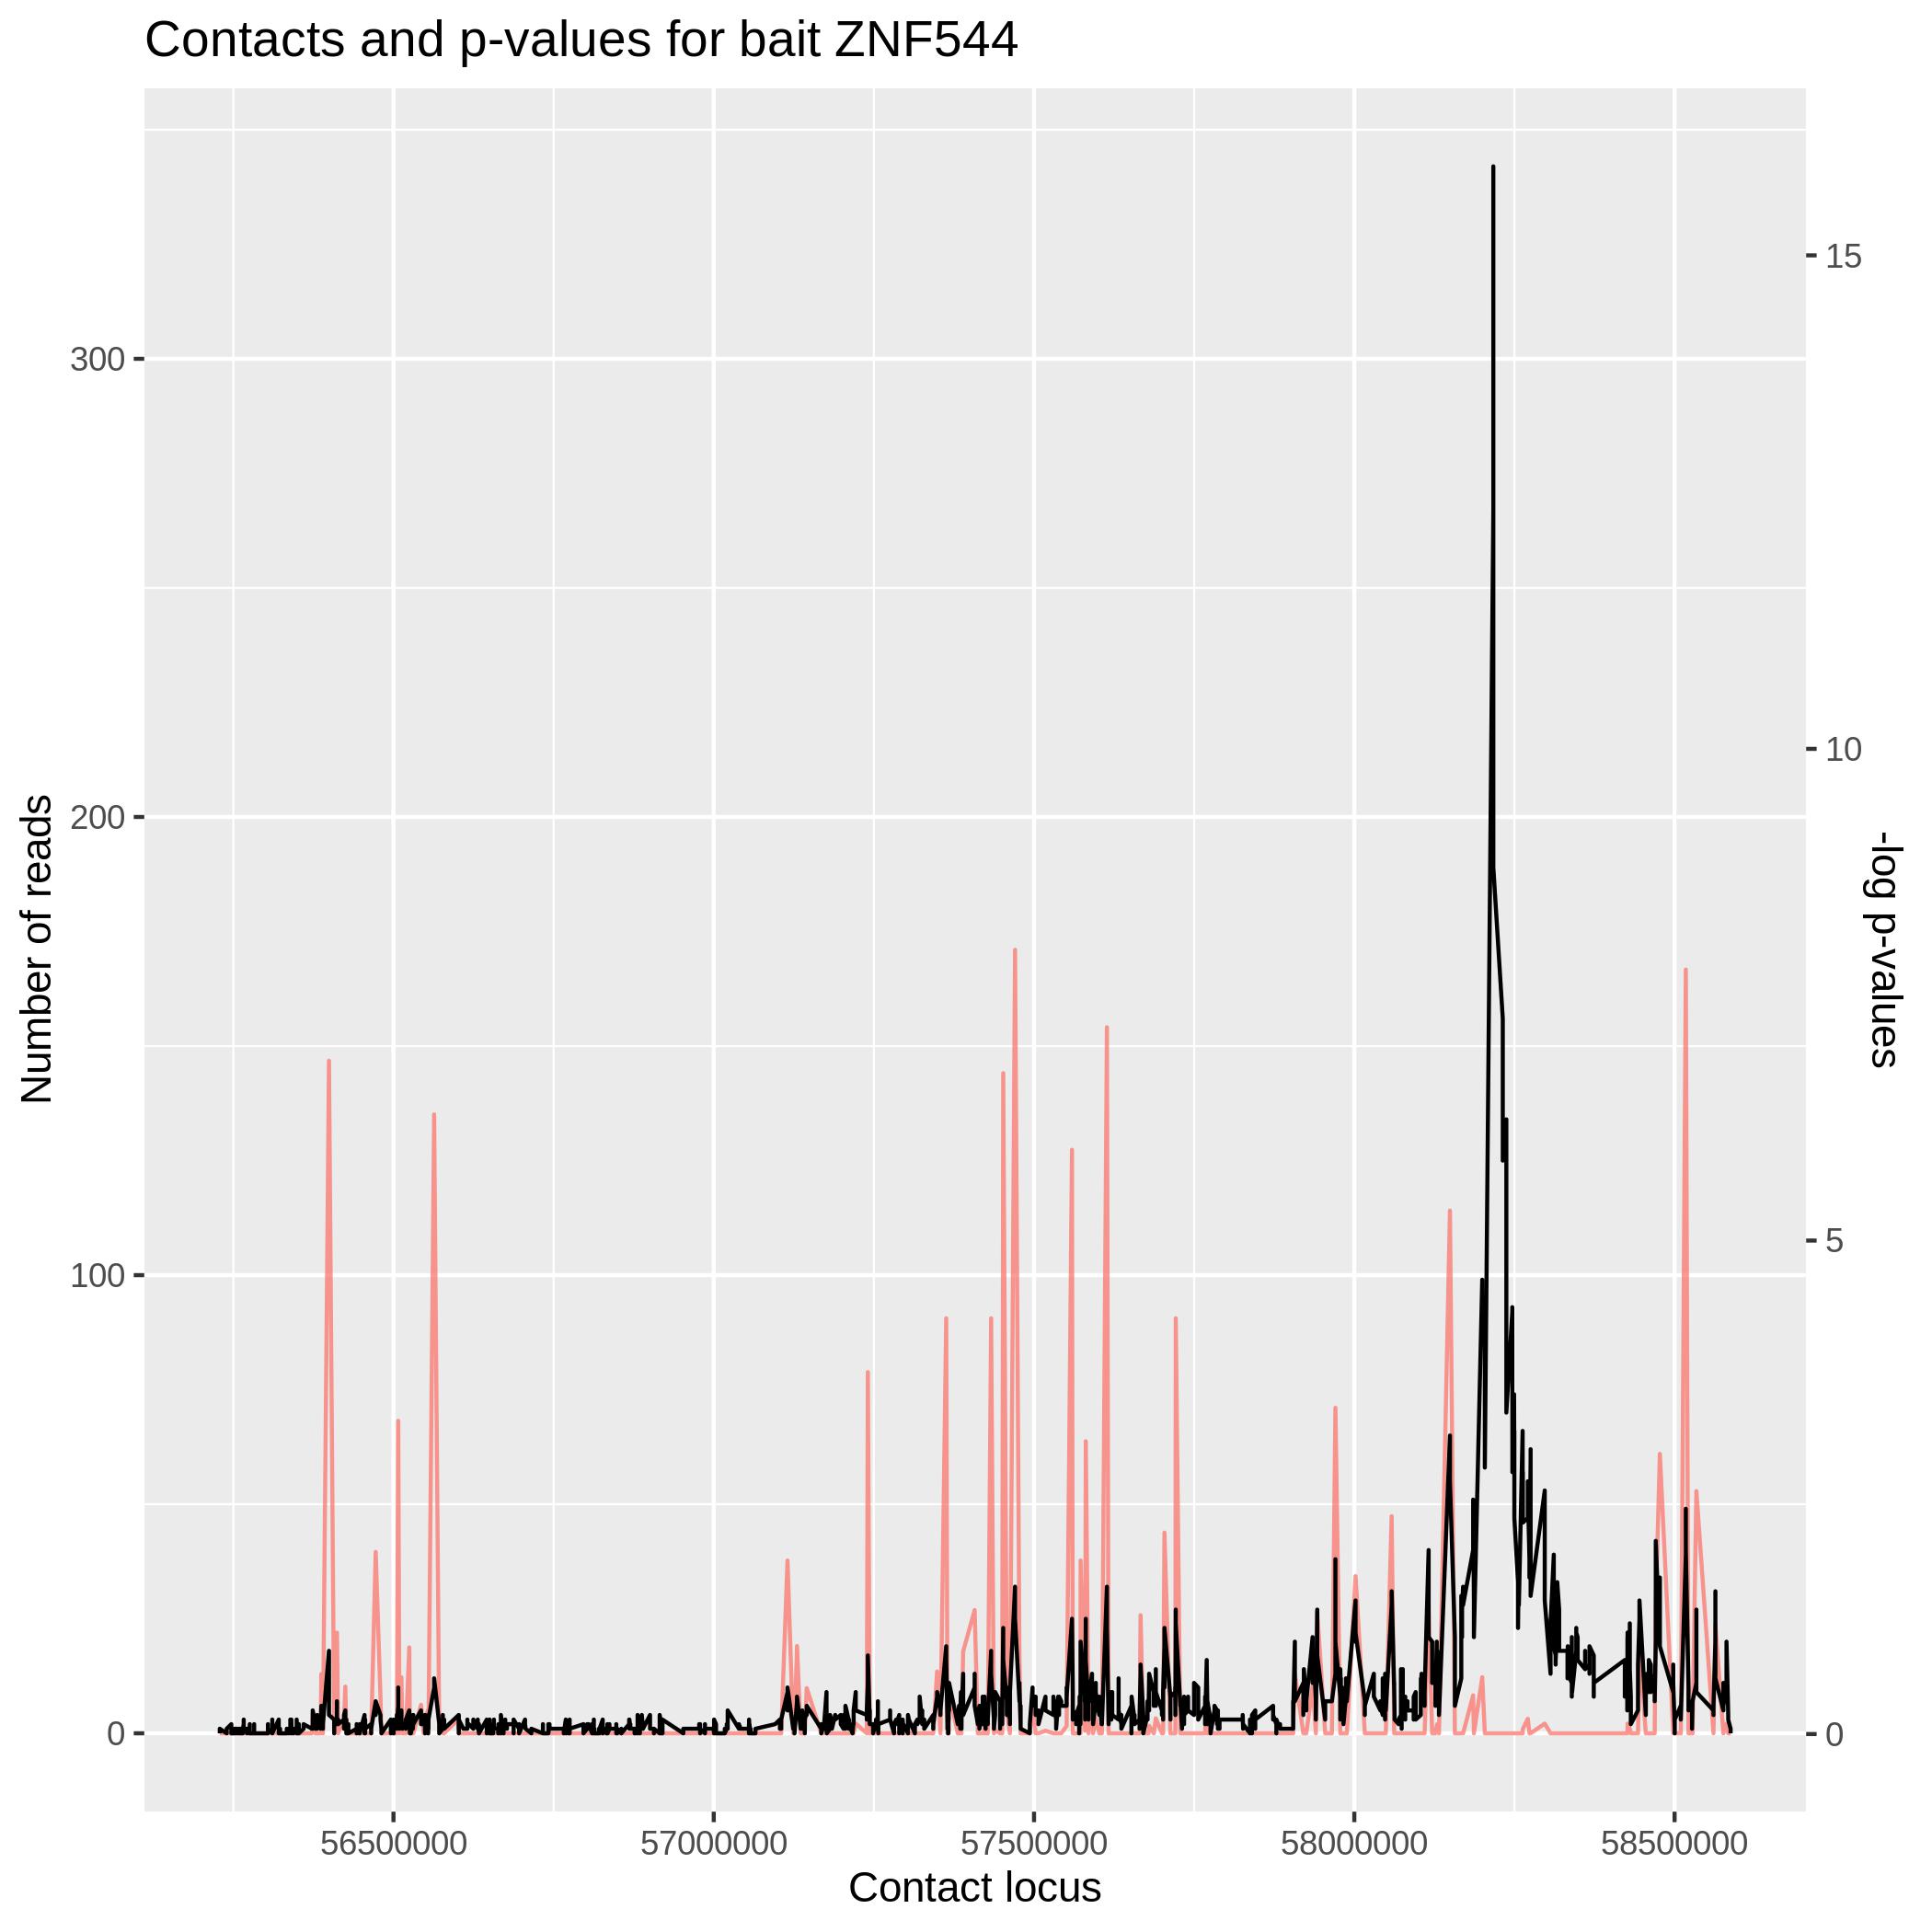 Contacts and p-values for bait ZNF544
Number of reads
300
200
100
0
15
10
5
0
-log p-values
56500000 57000000 57500000 58000000 58500000
Contact locus